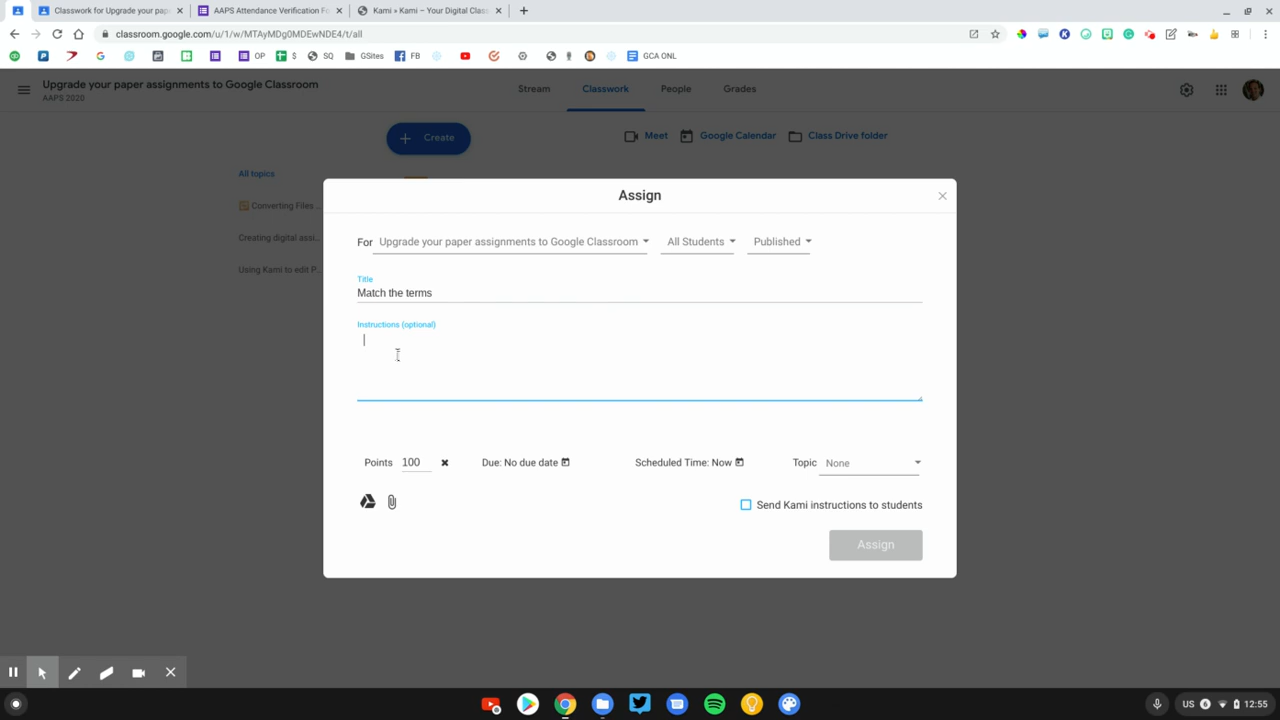 Classwork for Upgrade your pap
AAPS Attendance Verification Fo
Kami » Kami – Your Digital Clas
classroom.google.com/u/1/w/MTAyMDg0MDEwNDE4/t/all
OP
$
SQ
GSites
FB
GCA ONL
Upgrade your paper assignments to Google Classroom
AAPS 2020
Stream
Classwork
People
Grades
Create
Meet
Google Calendar
Class Drive folder
All topics
Converting Files ...
Creating digital assi...
Using Kami to edit P...
Assign
For Upgrade your paper assignments to Google Classroom All Students Published
Title
Match the terms
Instructions (optional)
Points 100 Due: No due date Scheduled Time: Now Topic None
Send Kami instructions to students
Assign
US 6 12:55